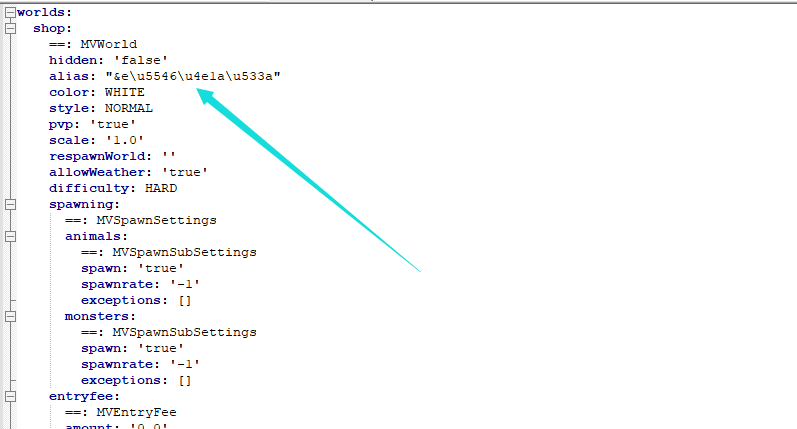 worlds:
shop:
==: MVWorld
hidden: 'false'
alias: "&e\u5546\u4e1a\u533a"
color: WHITE
style: NORMAL
pvp: 'true'
scale: '1.0'
respawnWorld: ''
allowWeather: 'true'
difficulty: HARD
spawning:
==: MVSpawnSettings
animals:
==: MVSpawnSubSettings
spawn: 'true'
spawnrate: '-1'
exceptions: []
monsters:
==: MVSpawnSubSettings
spawn: 'true'
spawnrate: '-1'
exceptions: []
entryfee:
==: MVEntryFee
amount: '0.0'